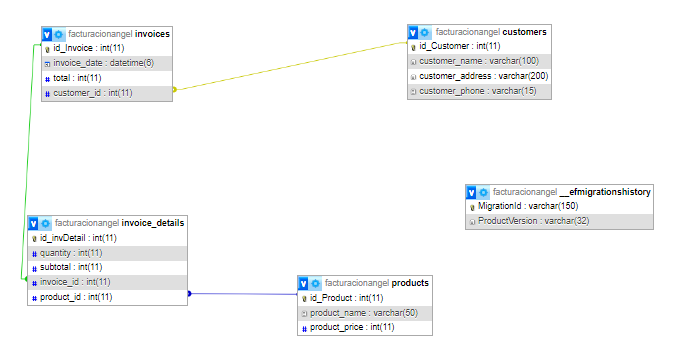 facturacionangel invoices
id_Invoice : int(11)
invoice_date : datetime(6)
total : int(11)
customer_id : int(11)
facturacionangel customers
id_Customer : int(11)
customer_name : varchar(100)
customer_address : varchar(200)
customer_phone : varchar(15)
facturacionangel __efmigrationshistory
MigrationId : varchar(150)
ProductVersion : varchar(32)
facturacionangel invoice_details
id_invDetail : int(11)
quantity : int(11)
subtotal : int(11)
invoice_id : int(11)
product_id : int(11)
facturacionangel products
id_Product : int(11)
product_name : varchar(50)
product_price : int(11)